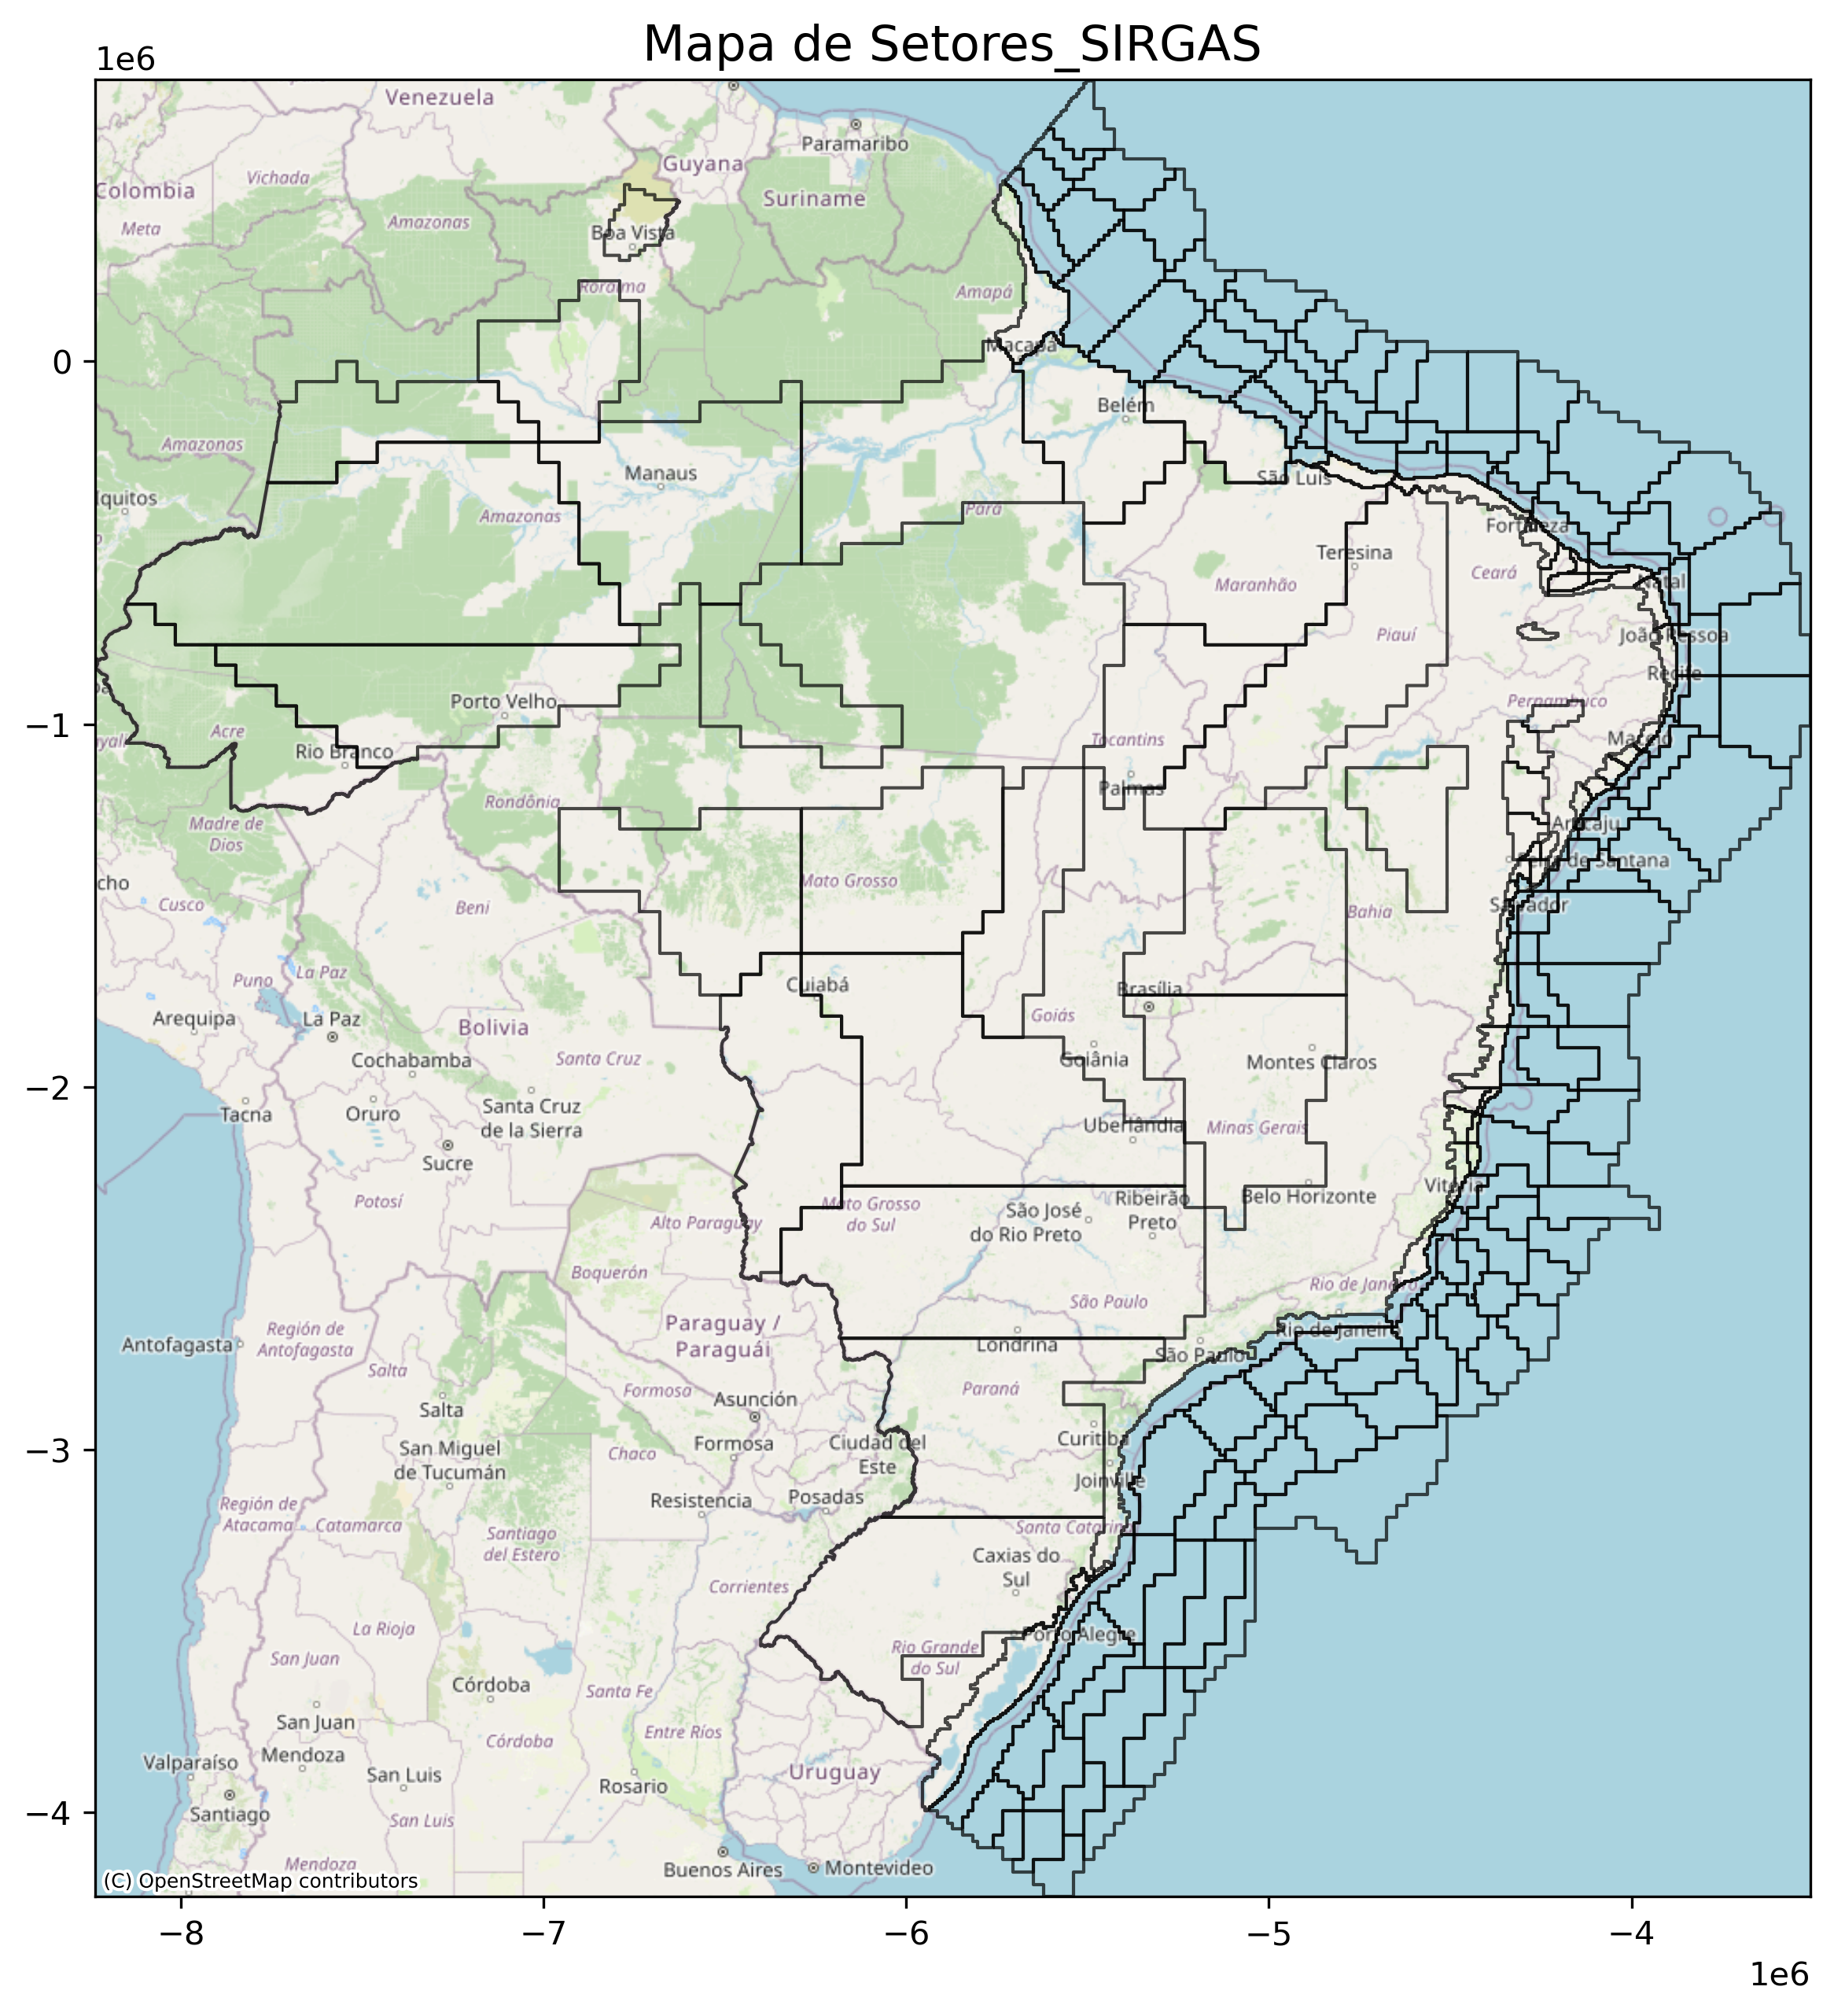 Mapa de Setores_SIRGAS
1e6
Venezuela
Paramaribo
Guyana
Colombia
Vichada
Suriname
Meta
Amazonas
Boa Vista
Roraima
Amapá
Macapá
0
Belém
Amazonas
Manaus
São Luís
Iquitos
Pará
Amazonas
Fortaleza
Teresina
Ceará
Maranhão
Natal
Piauí
João Pessoa
Recife
Porto Velho
Pernambuco
−1
Acre
Tocantins
Maceió
Rio Branco
Palmas
Rondônia
Madre de
Dios
Aracaju
Feira de Santana
cho
Mato Grosso
Cusco
Beni
Bahia
Salvador
La Paz
Puno
Cuiabá
Brasília
Arequipa
La Paz
Bolivia
Goiás
Cochabamba
Santa Cruz
Goiânia
Montes Claros
−2
Tacna
Oruro
Santa Cruz
de la Sierra
Uberlândia
Minas Gerais
Sucre
Vitória
Potosí
Mato Grosso
do Sul
Ribeirão
Preto
Belo Horizonte
São José
do Rio Preto
Alto Paraguay
Boquerón
Rio de Janeiro
São Paulo
Paraguay /
Paraguái
Región de
Antofagasta
Rio de Janeiro
Antofagasta
Londrina
São Paulo
Salta
Formosa
Paraná
Asunción
Salta
Curitiba
−3
San Miguel
de Tucumán
Chaco
Formosa
Ciudad del
Este
Joinville
Resistencia
Posadas
Región de
Atacama
Catamarca
Santiago
del Estero
Santa Catarina
Caxias do
Sul
Corrientes
La Rioja
Porto Alegre
Rio Grande
do Sul
San Juan
Córdoba
Santa Fe
San Juan
Entre Ríos
Córdoba
Valparaíso
Mendoza
San Luis
Uruguay
Rosario
−4
Santiago
San Luis
Mendoza
Buenos Aires
Montevideo
(C) OpenStreetMap contributors
−8
−7
−6
−5
−4
1e6